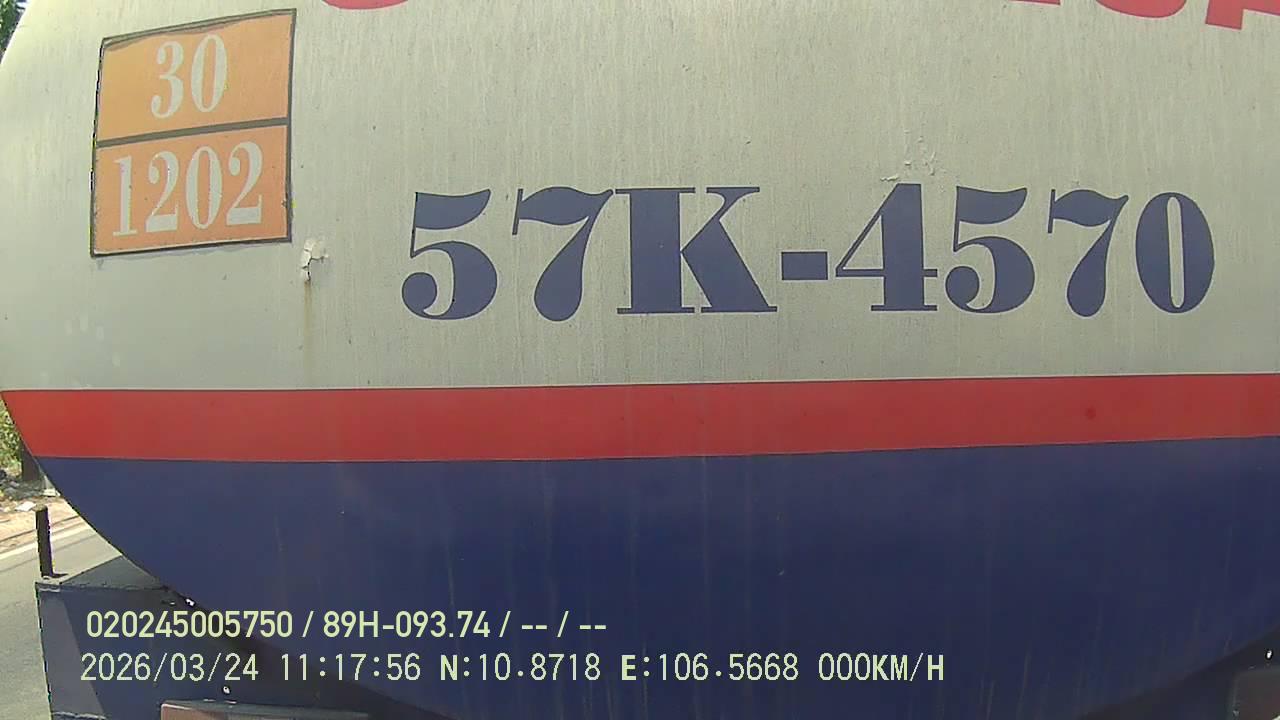 30
1202
57K-4570
020245005750 / 89H-093.74 / -- / --
2026/03/24 11:17:56 N:10.8718 E:106.5668 000KM/H